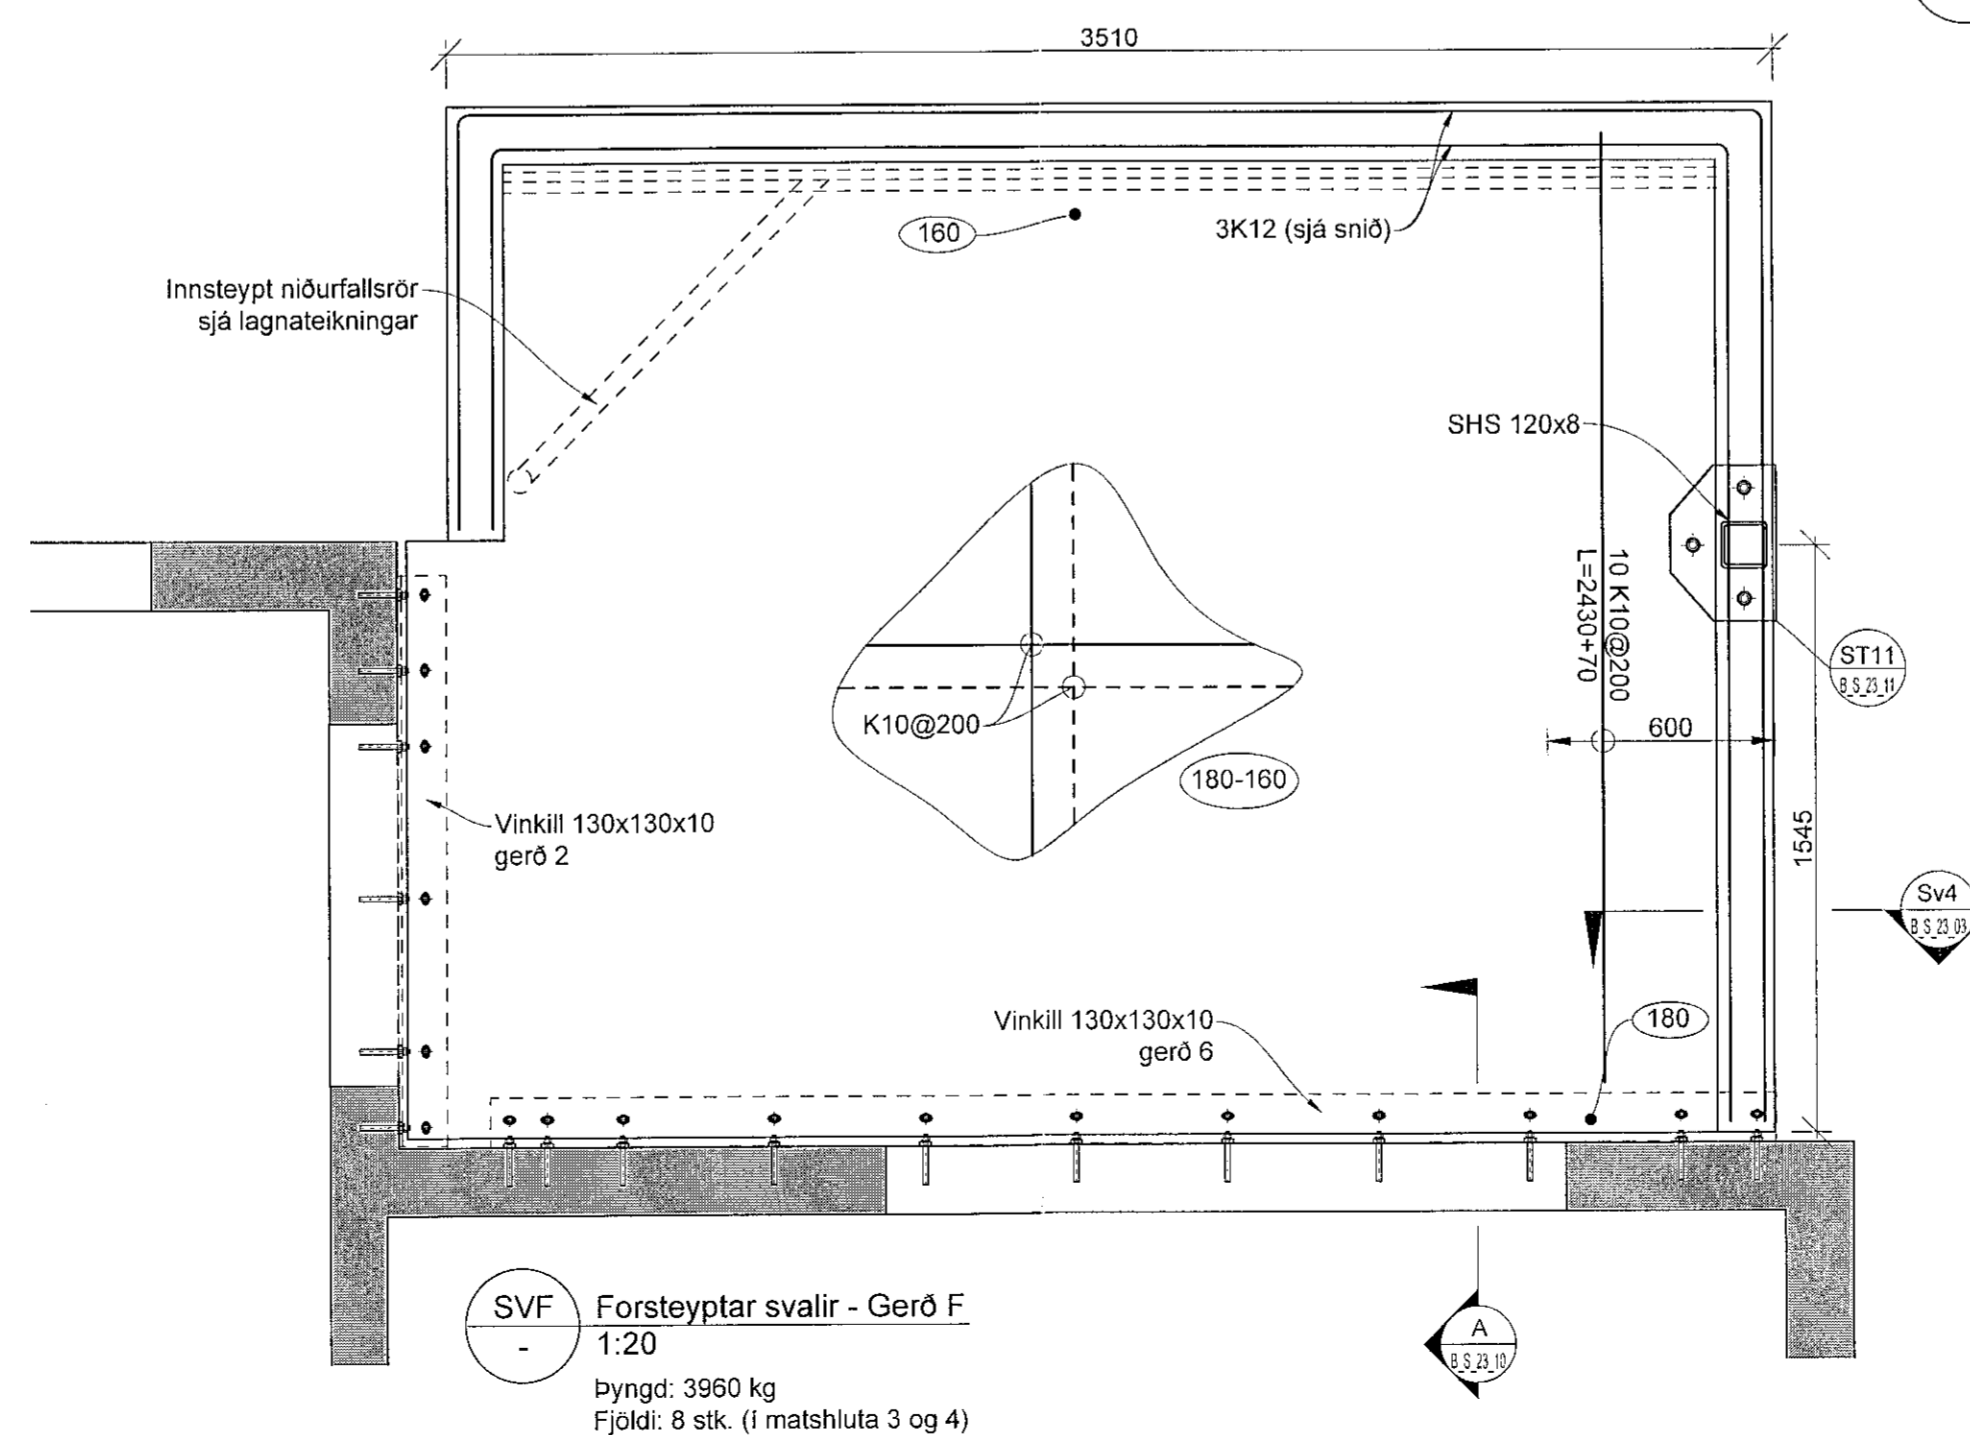 3510
160
3K12 (sjá snið)
Innsteypt niðurfallsrör
sjá lagnateikningar
SHS 120x8
10 K10@200
L=2430+70
ST11
B_S_23_11
K10@200
600
180-160
Vinkill 130x130x10
gerð 2
1545
Sv4
B_S_23_03
Vinkill 130x130x10
gerð 6
180
SVF
-
Forsteyptar svalir - Gerð F
1:20
Þyngd: 3960 kg
Fjöldi: 8 stk. (í matshluta 3 og 4)
A
B_S_23_10